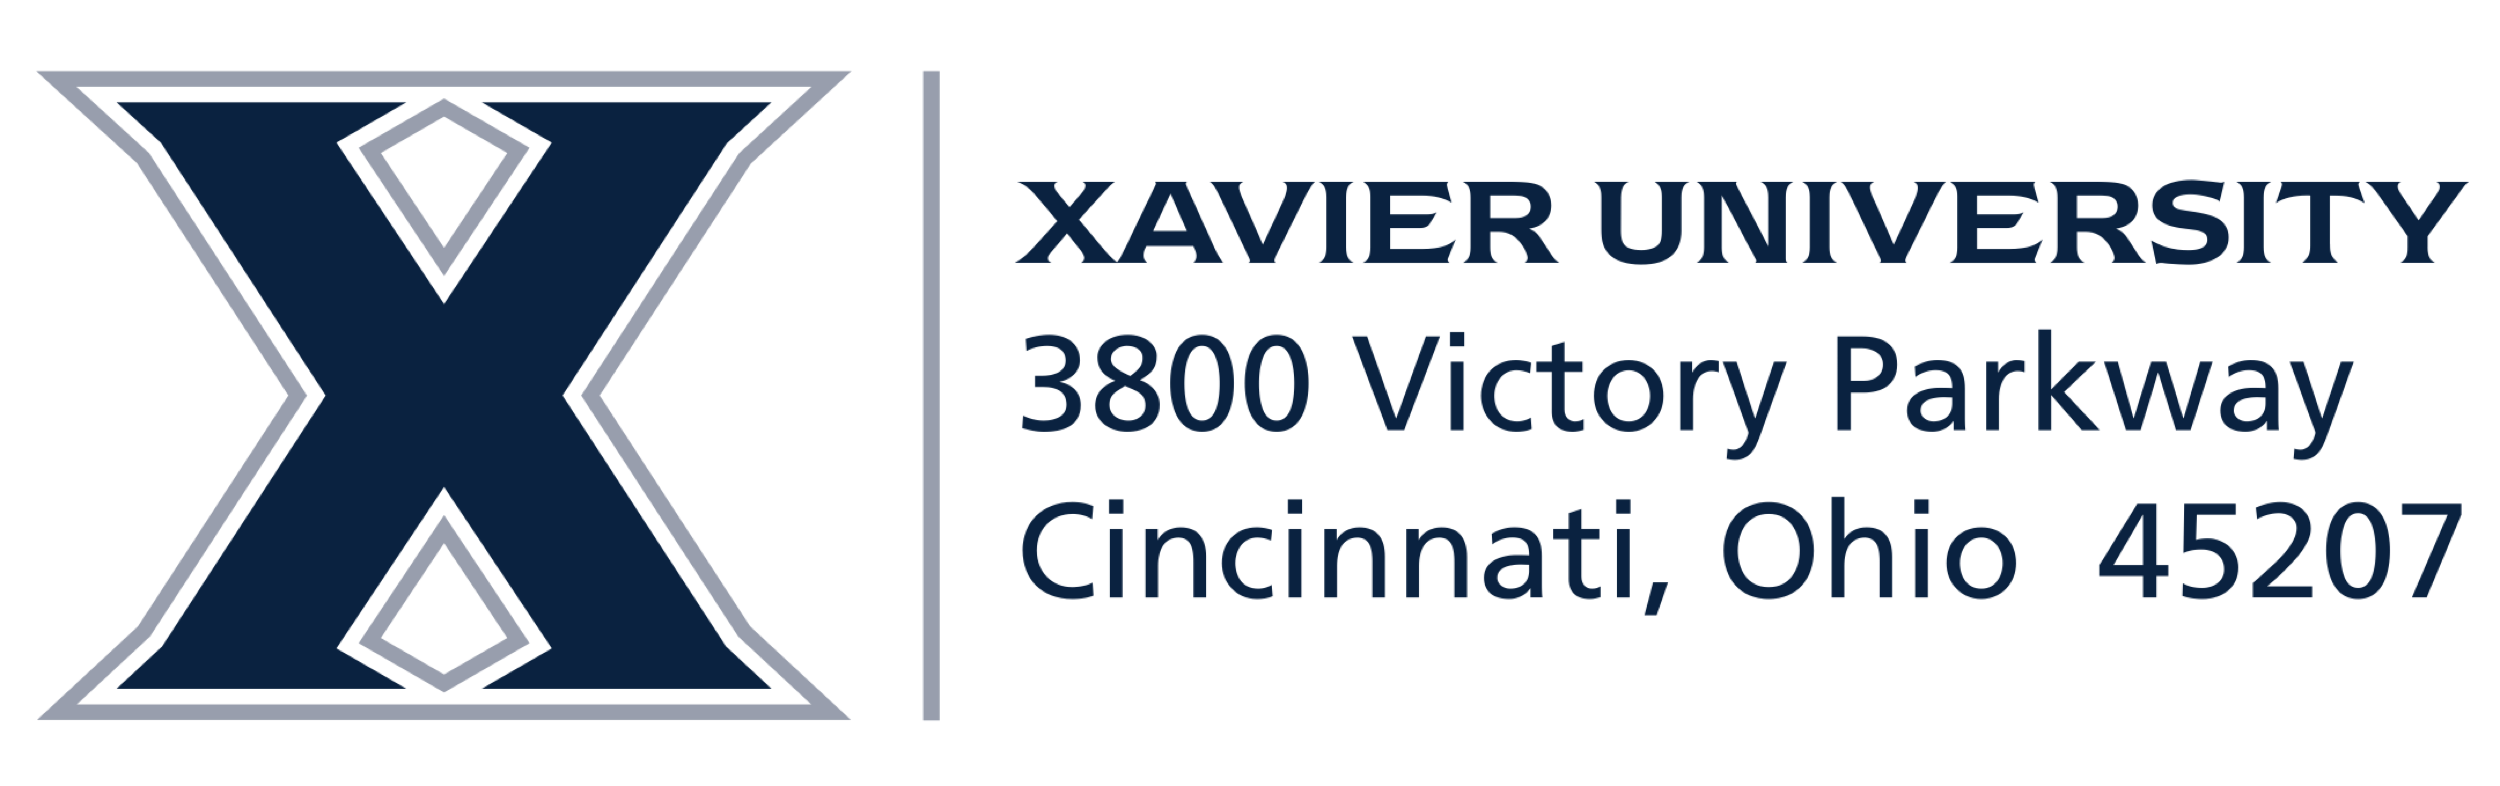 XAVIER UNIVERSITY
3800 Victory Parkway
Cincinnati, Ohio 45207